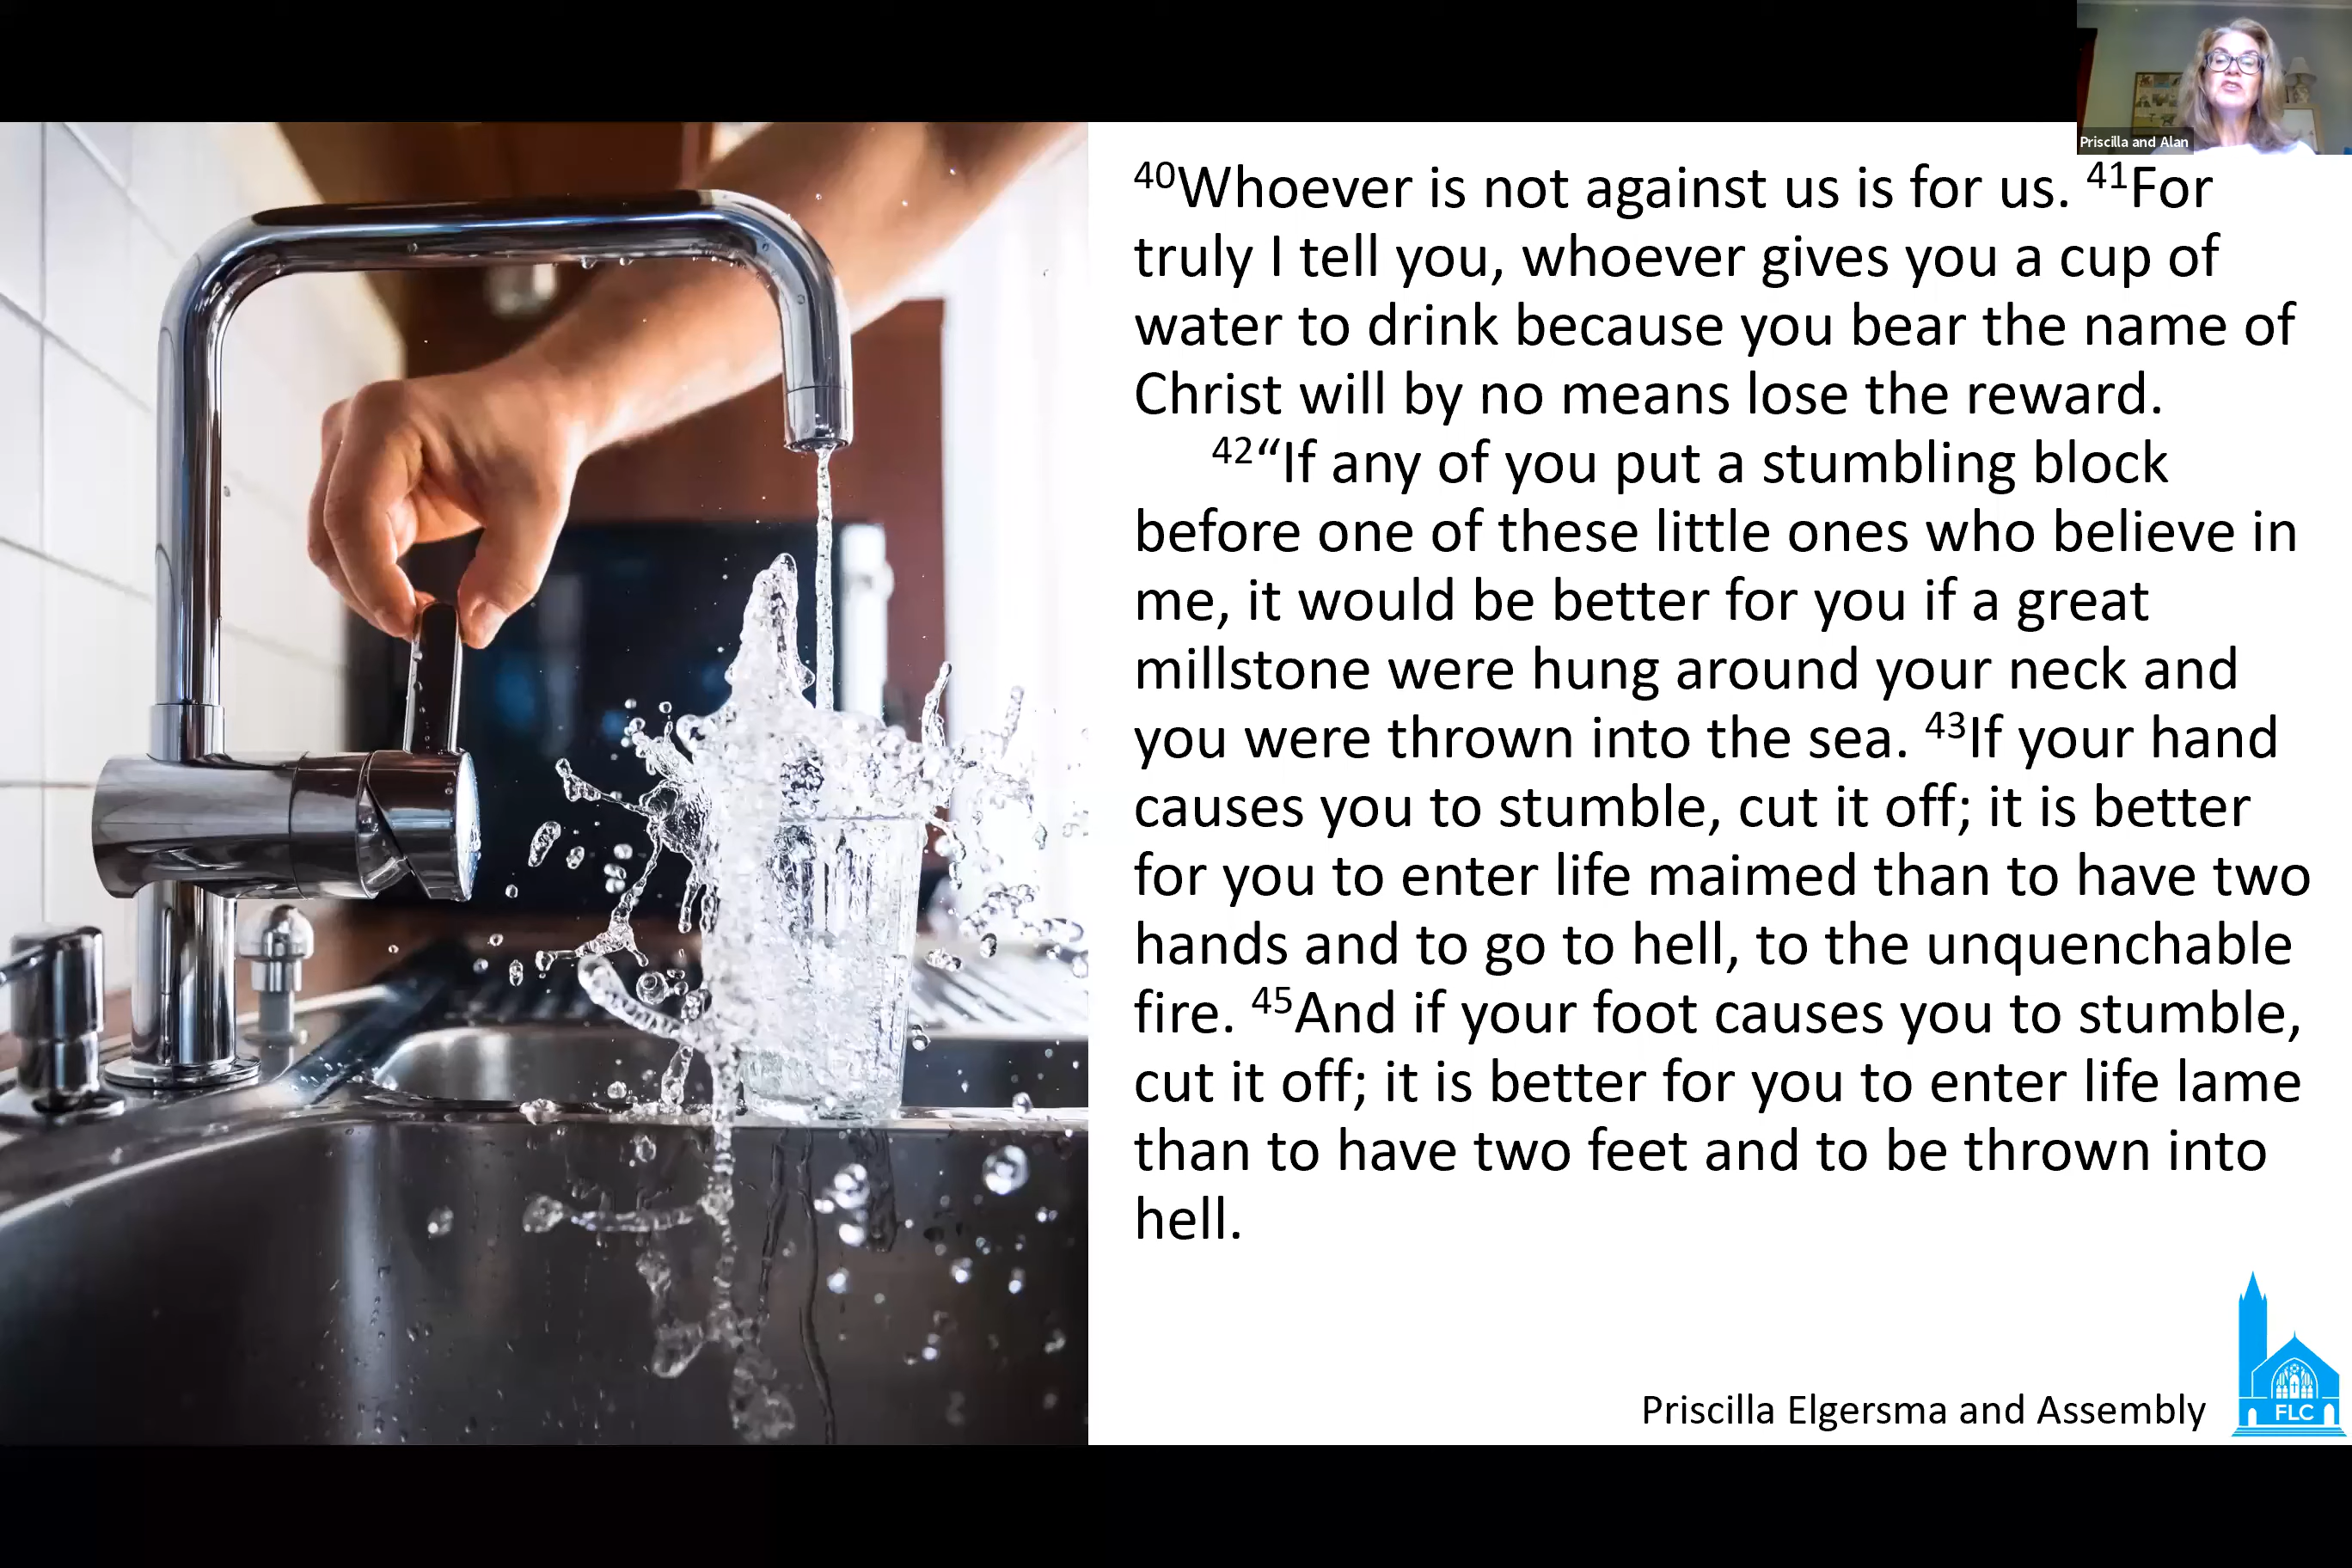 Priscilla and Alan
40Whoever is not against us is for us. 41For
truly I tell you, whoever gives you a cup of
water to drink because you bear the name of
Christ will by no means lose the reward.
42“If any of you put a stumbling block
before one of these little ones who believe in
me, it would be better for you if a great
millstone were hung around your neck and
you were thrown into the sea. 43If your hand
causes you to stumble, cut it off; it is better
for you to enter life maimed than to have two
hands and to go to hell, to the unquenchable
fire. 45And if your foot causes you to stumble,
cut it off; it is better for you to enter life lame
than to have two feet and to be thrown into
hell.
Priscilla Elgersma and Assembly
FLC